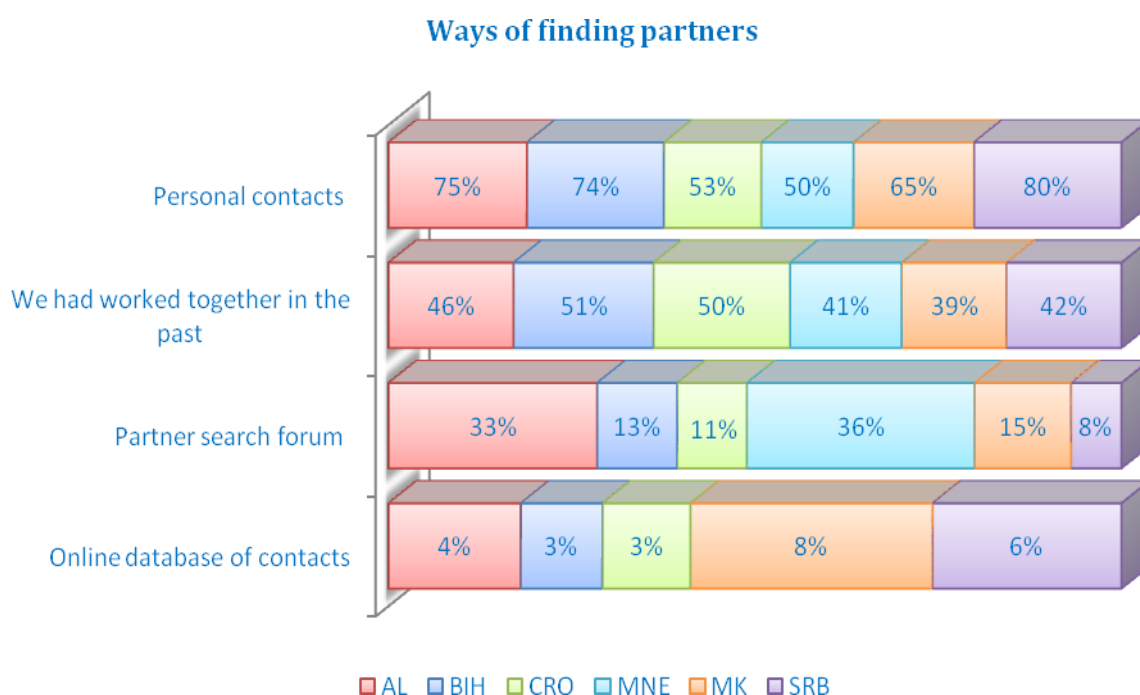 Ways of finding partners
Personal contacts
75% 74% 53% 50% 65% 80%
We had worked together in the
past
46% 51% 50% 41% 39% 42%
Partner search forum
33% 13% 11% 36% 15% 8%
Online database of contacts
4% 3% 3% 8% 6%
AL BIH CRO MNE MK SRB